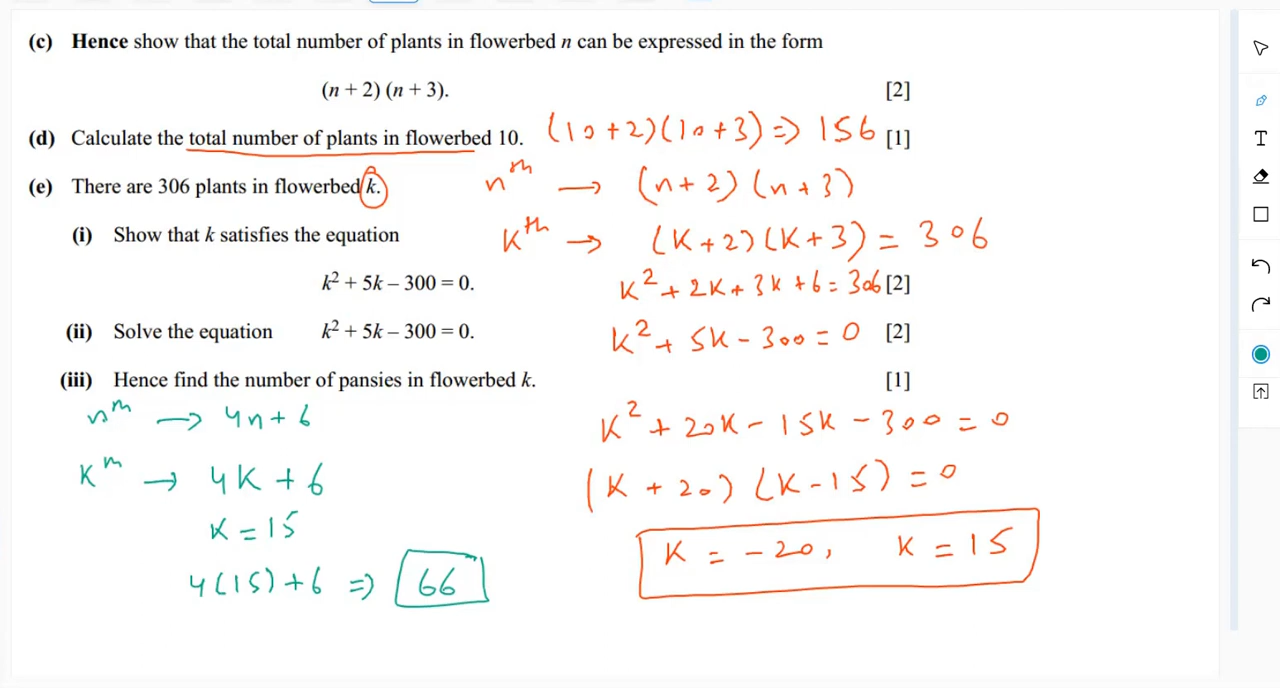 (c) Hence show that the total number of plants in flowerbed n can be expressed in the form
(n + 2) (n + 3). [2]
(d) Calculate the total number of plants in flowerbed 10. (10+2)(10+3) => 156 [1]
(e) There are 306 plants in flowerbed k. n^th → (n+2) (n+3)
(i) Show that k satisfies the equation K^th → (K+2)(K+3) = 306
k² + 5k – 300 = 0. K² + 2K + 3K + 6 = 306 [2]
(ii) Solve the equation k² + 5k – 300 = 0. K² + 5K - 300 = 0 [2]
(iii) Hence find the number of pansies in flowerbed k. [1]
n^th → 4n+6
K² + 20K - 15K - 300 = 0
K^th → 4K + 6
(K + 20) (K-15) = 0
K = 15
K = -20, K = 15
4(15)+6 => 66
T